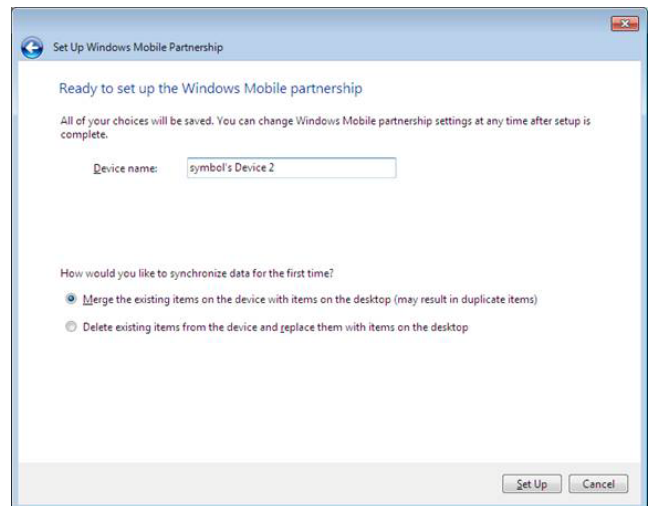 Set Up Windows Mobile Partnership
Ready to set up the Windows Mobile partnership
All of your choices will be saved. You can change Windows Mobile partnership settings at any time after setup is
complete.
Device name: symbol's Device 2
How would you like to synchronize data for the first time?
Merge the existing items on the device with items on the desktop (may result in duplicate items)
Delete existing items from the device and replace them with items on the desktop
Set Up Cancel